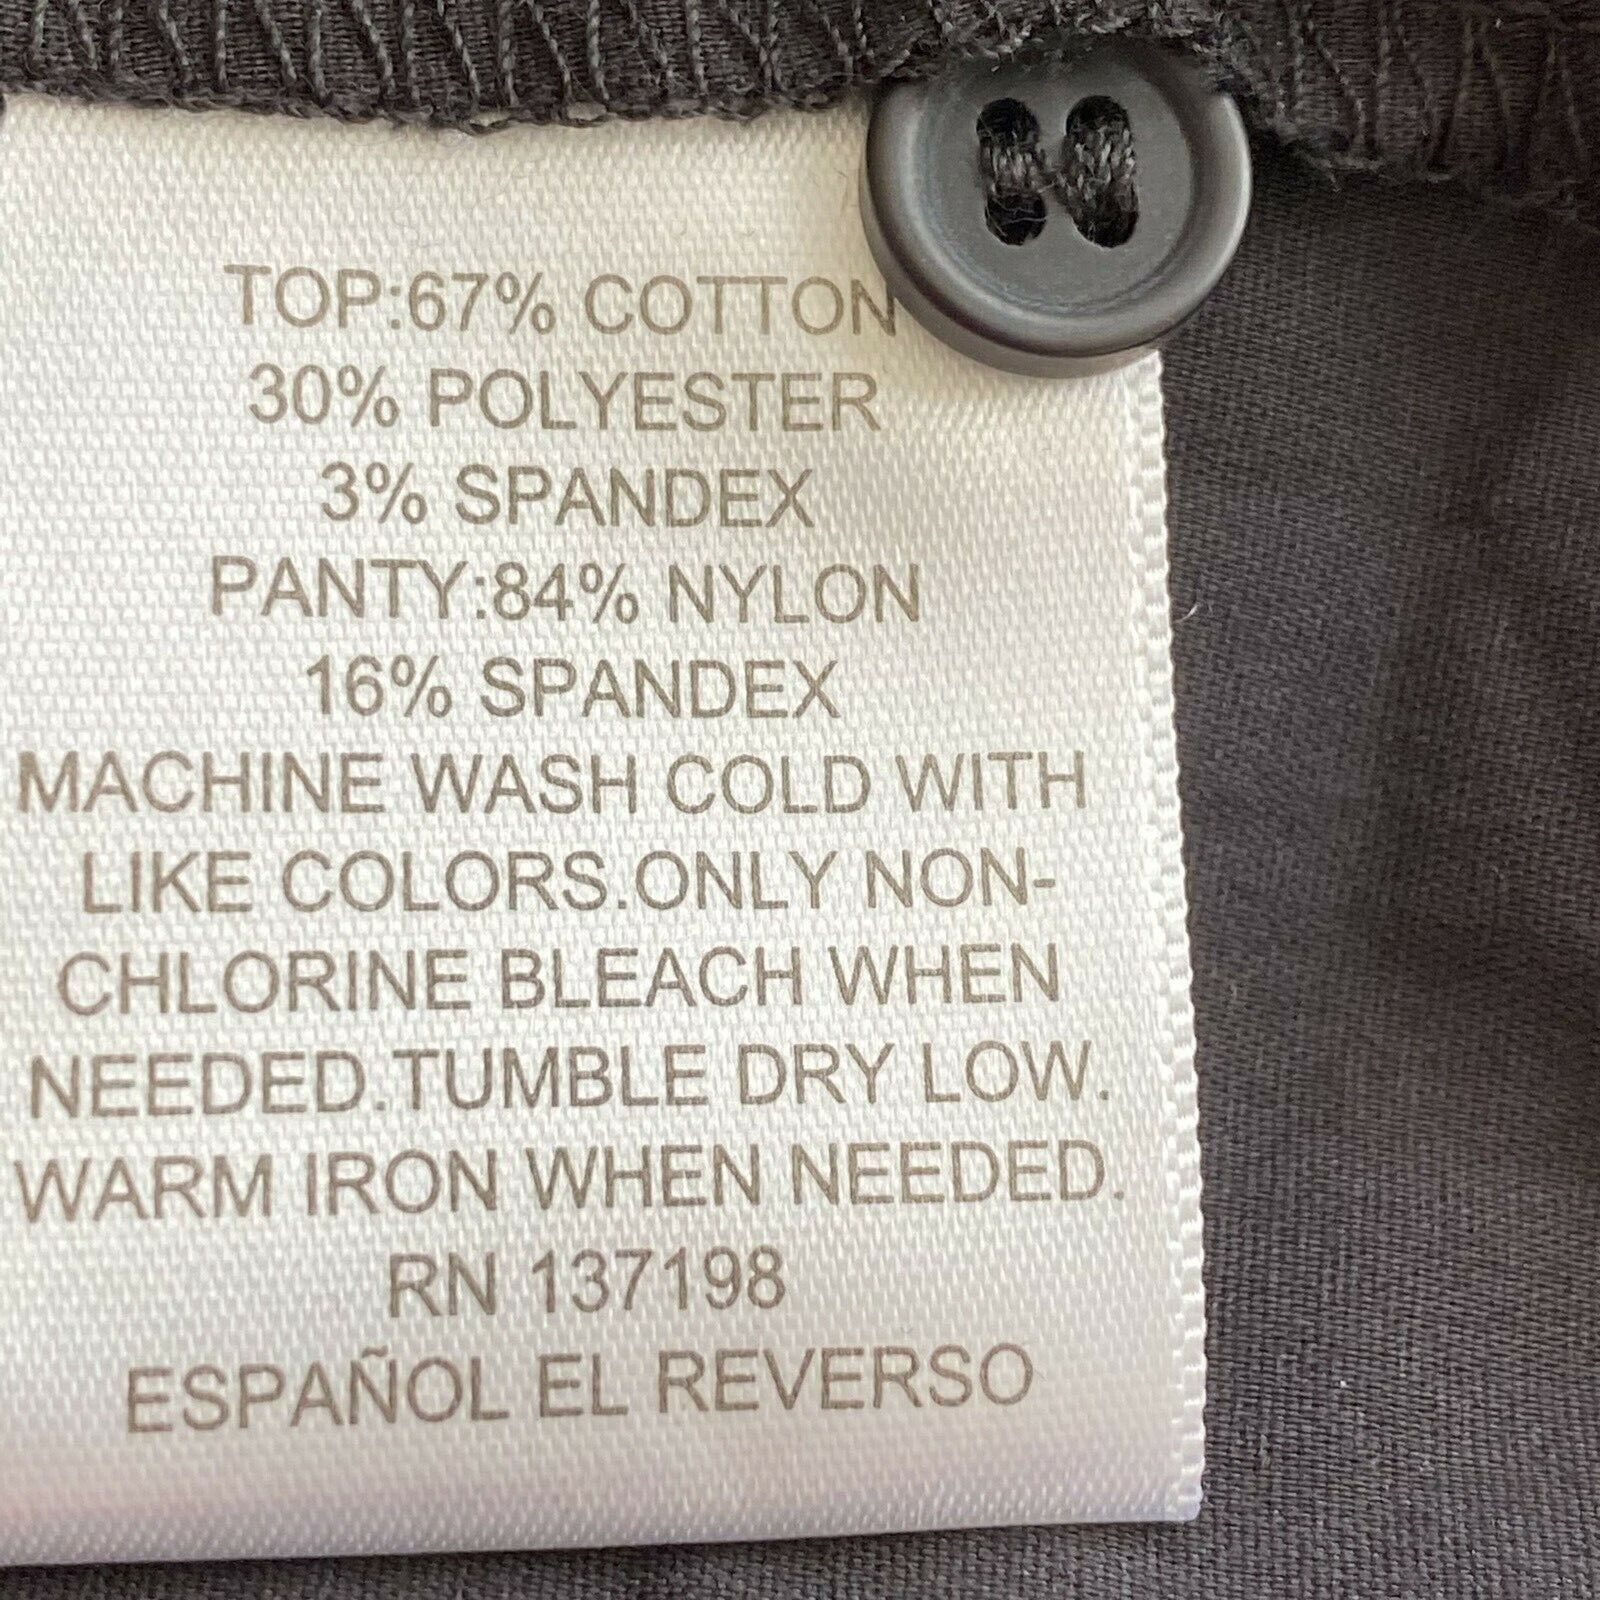 TOP:67% COTTON
30% POLYESTER
3% SPANDEX
PANTY:84% NYLON
16% SPANDEX
MACHINE WASH COLD WITH
LIKE COLORS.ONLY NON-
CHLORINE BLEACH WHEN
NEEDED.TUMBLE DRY LOW.
WARM IRON WHEN NEEDED.
RN 137198
ESPAÑOL EL REVERSO